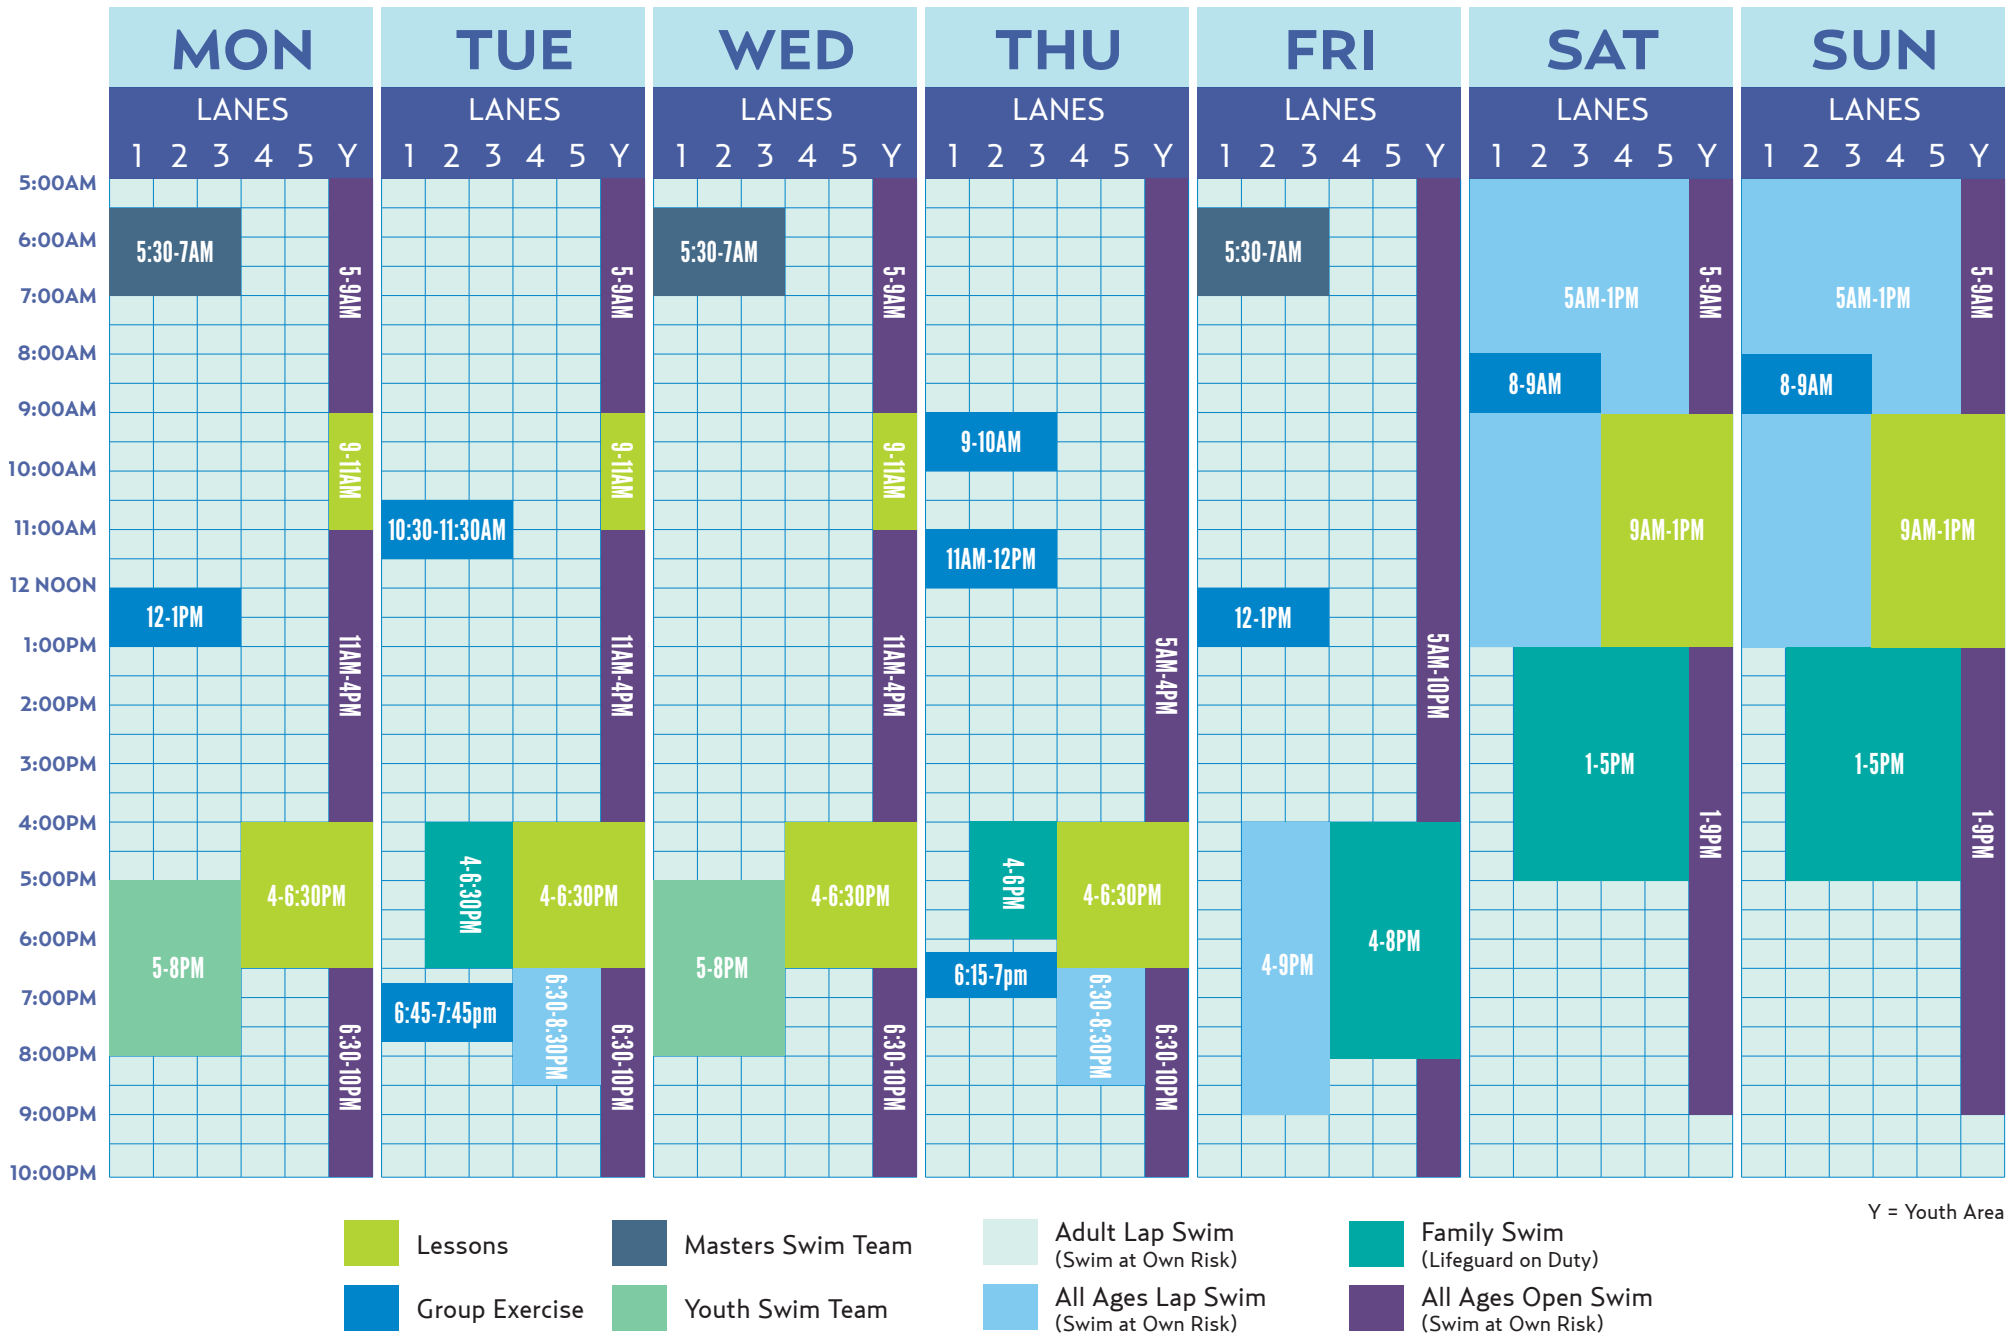 MON TUE WED THU FRI SAT SUN
LANES LANES LANES LANES LANES LANES LANES
1 2 3 4 5 Y 1 2 3 4 5 Y 1 2 3 4 5 Y 1 2 3 4 5 Y 1 2 3 4 5 Y 1 2 3 4 5 Y 1 2 3 4 5 Y
5:00AM
6:00AM
7:00AM
8:00AM
9:00AM
10:00AM
11:00AM
12 NOON
1:00PM
2:00PM
3:00PM
4:00PM
5:00PM
6:00PM
7:00PM
8:00PM
9:00PM
10:00PM
5:30-7AM
5-9AM
9-11AM
12-1PM
11AM-4PM
4-6:30PM
5-8PM
6:30-10PM
5-9AM
9-11AM
10:30-11:30AM
11AM-4PM
4-6:30PM
4-6:30PM
6:45-7:45pm
6:30-8:30PM
6:30-10PM
5:30-7AM
5-9AM
9-11AM
11AM-4PM
4-6:30PM
5-8PM
6:30-10PM
9-10AM
11AM-12PM
5AM-4PM
4-6PM
4-6:30PM
6:15-7pm
6:30-8:30PM
6:30-10PM
5:30-7AM
12-1PM
5AM-10PM
4-9PM
4-8PM
5AM-1PM
5-9AM
8-9AM
9AM-1PM
1-5PM
1-9PM
5AM-1PM
5-9AM
8-9AM
9AM-1PM
1-5PM
1-9PM
Y = Youth Area
Lessons
Group Exercise
Masters Swim Team
Youth Swim Team
Adult Lap Swim
(Swim at Own Risk)
All Ages Lap Swim
(Swim at Own Risk)
Family Swim
(Lifeguard on Duty)
All Ages Open Swim
(Swim at Own Risk)